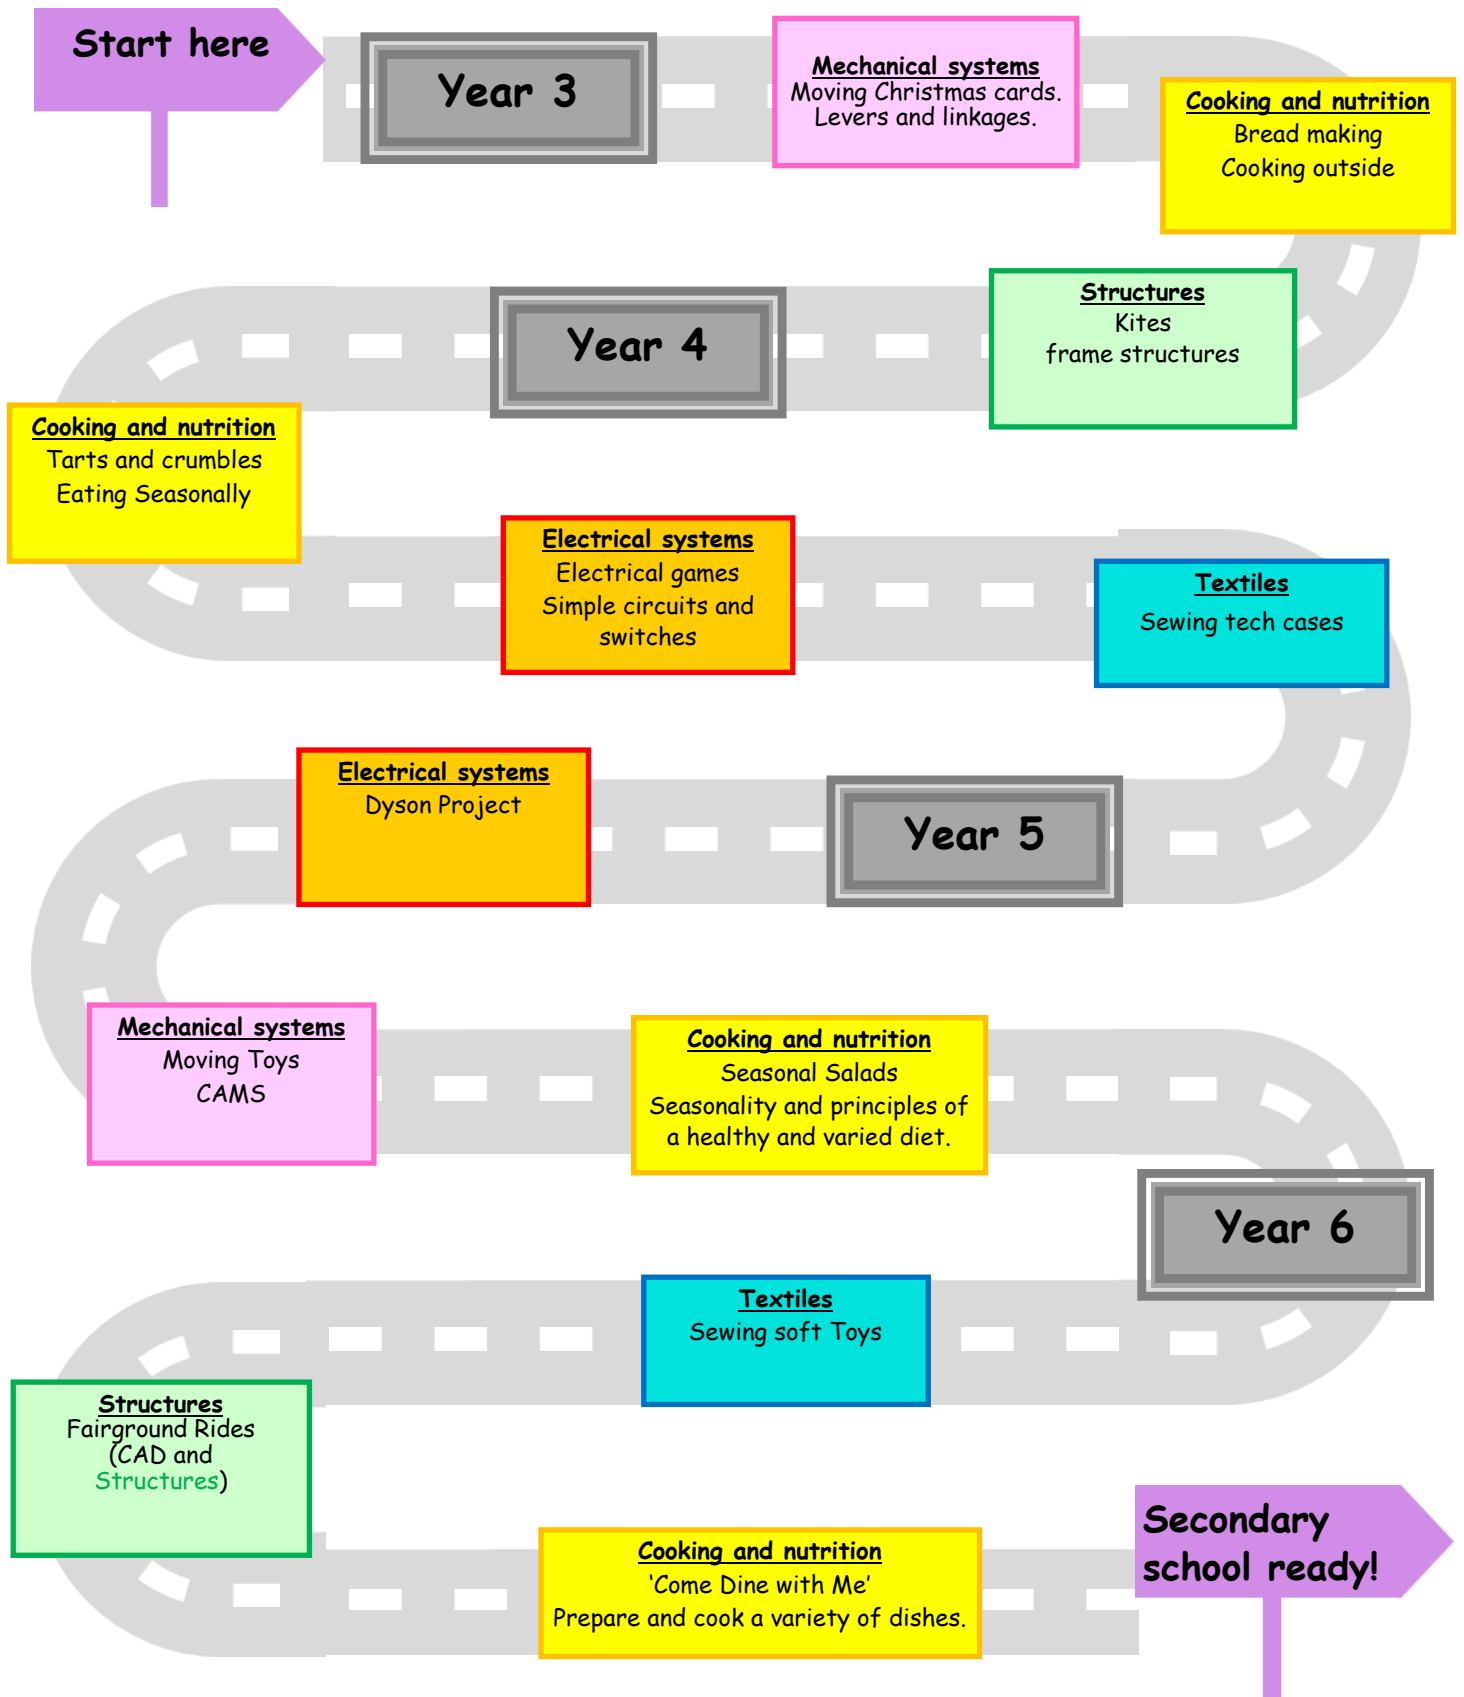 Start here
Year 3
Mechanical systems
Moving Christmas cards.
Levers and linkages.
Cooking and nutrition
Bread making
Cooking outside
Structures
Kites
frame structures
Year 4
Cooking and nutrition
Tarts and crumbles
Eating Seasonally
Electrical systems
Electrical games
Simple circuits and
switches
Textiles
Sewing tech cases
Year 5
Electrical systems
Dyson Project
Mechanical systems
Moving Toys
CAMS
Cooking and nutrition
Seasonal Salads
Seasonality and principles of
a healthy and varied diet.
Year 6
Textiles
Sewing soft Toys
Structures
Fairground Rides
(CAD and
Structures)
Cooking and nutrition
‘Come Dine with Me’
Prepare and cook a variety of dishes.
Secondary
school ready!